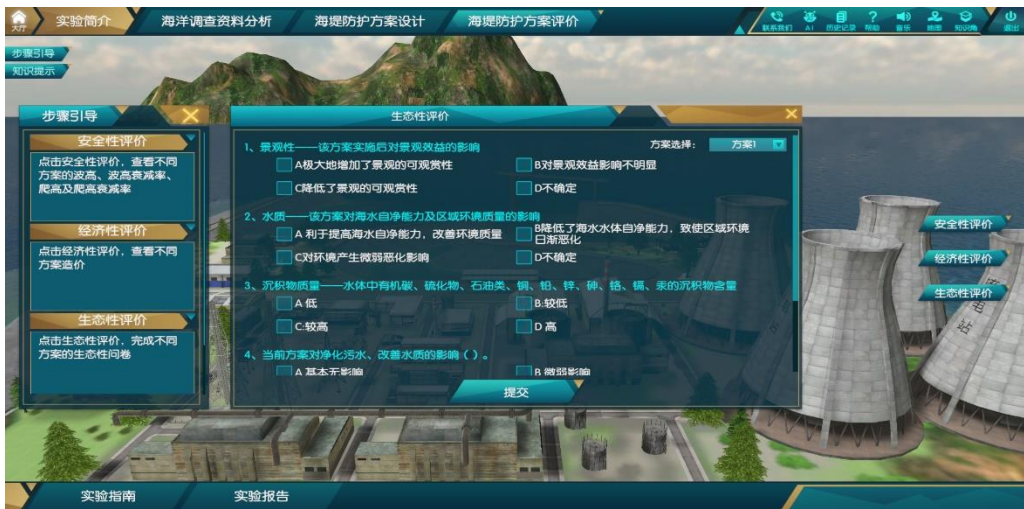 大厅
实验简介
海洋调查资料分析
海堤防护方案设计
海堤防护方案评价
联系我们
AI
历史记录
帮助
音乐
地图
知识角
退出
步骤引导
知识提示
步骤引导
安全性评价
点击安全性评价，查看不同
方案的波高、波高衰减率、
爬高及爬高衰减率
经济性评价
点击经济性评价，查看不同
方案造价
生态性评价
点击生态性评价，完成不同
方案的生态性问卷
生态性评价
方案选择： 方案1
1、景观性——该方案实施后对景观效益的影响
A极大地增加了景观的可观赏性
B对景观效益影响不明显
C降低了景观的可观赏性
D不确定
2、水质——该方案对海水自净能力及区域环境质量的影响
A 利于提高海水自净能力，改善环境质量
B降低了海水水体自净能力，致使区域环境
日渐恶化
C对环境产生微弱恶化影响
D不确定
3、沉积物质量——水体中有机碳、硫化物、石油类、铜、铅、锌、砷、铬、镉、汞的沉积物含量
A 低
B:较低
C:较高
D 高
4、当前方案对净化污水、改善水质的影响（ ）。
A 基本无影响
B 微弱影响
提交
安全性评价
经济性评价
生态性评价
实验指南
实验报告